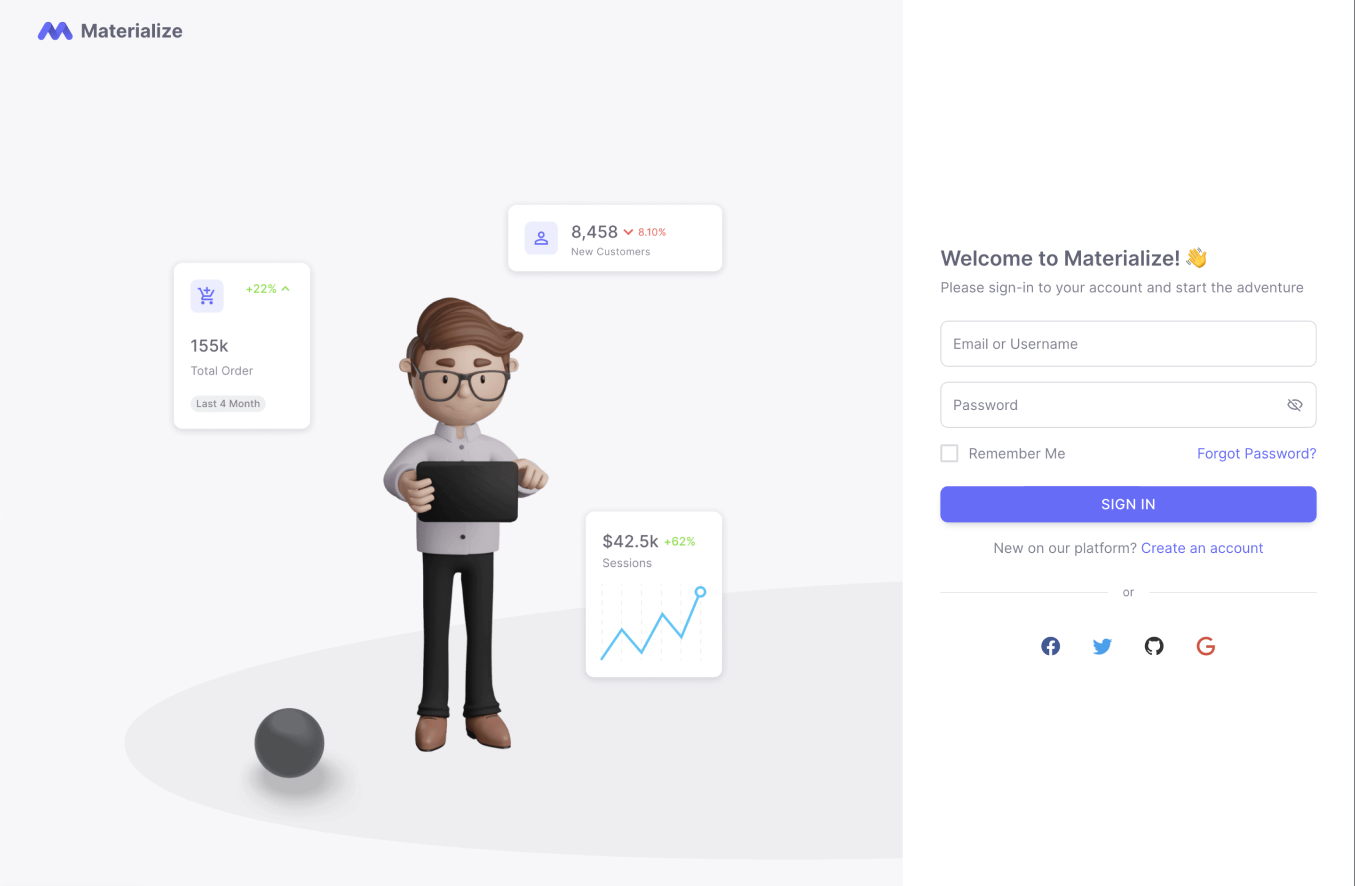 Materialize
8,458 8.10%
New Customers
+22%
155k
Total Order
Last 4 Month
$42.5k +62%
Sessions
Welcome to Materialize! 👋
Please sign-in to your account and start the adventure
Email or Username
Password
Remember Me
Forgot Password?
SIGN IN
New on our platform? Create an account
or